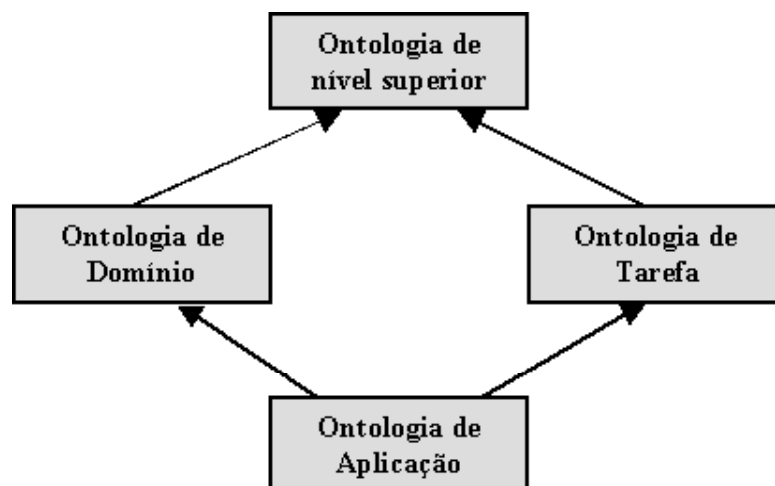 Ontologia de
nível superior
Ontologia de
Domínio
Ontologia de
Tarefa
Ontologia de
Aplicação